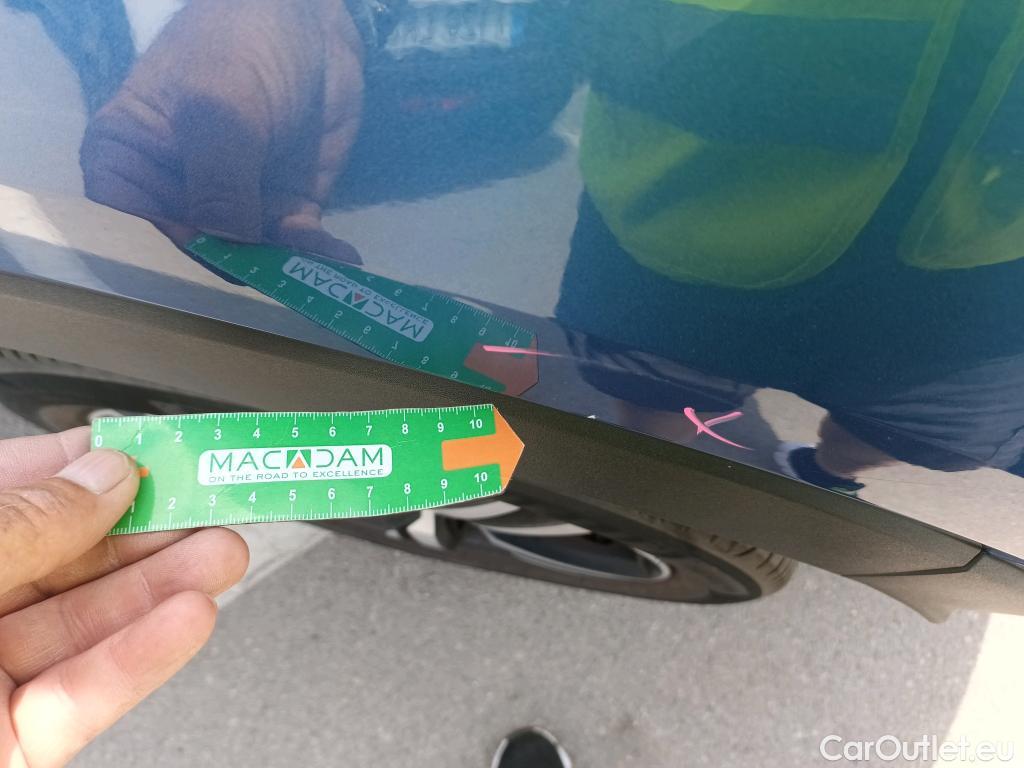 0 1 2 3 4 5 6 7 8 9 10
MACADAM
ON THE ROAD TO EXCELLENCE
1 2 3 4 5 6 7 8 9 10
CarOutlet.eu